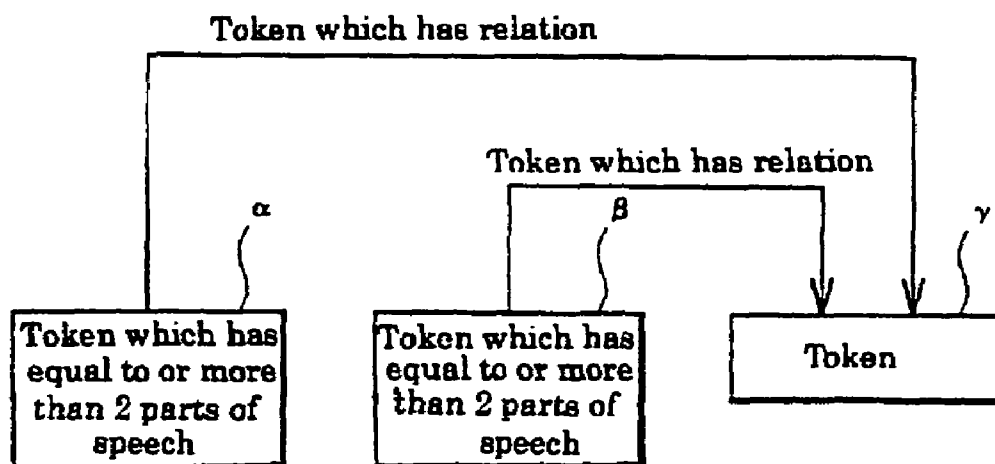 Token which has relation
Token which has relation
α
β
γ
Token which has
equal to or more
than 2 parts of
speech
Token which has
equal to or more
than 2 parts of
speech
Token